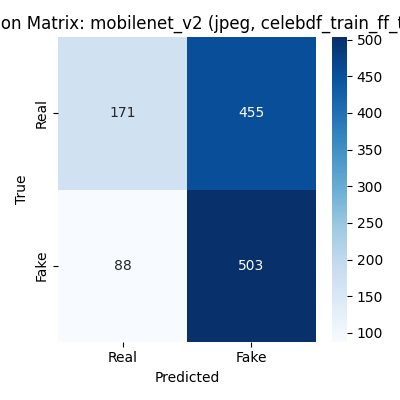 on Matrix: mobilenet_v2 (jpeg, celebdf_train_ff_t
500
450
400
350
300
250
200
150
100
Real
171
455
True
Fake
88
503
Real
Fake
Predicted